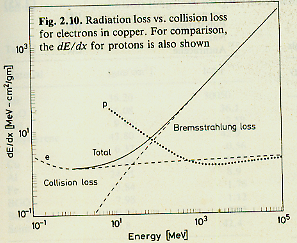 Fig. 2.10. Radiation loss vs. collision loss
for electrons in copper. For comparison,
the dE/dx for protons is also shown
10³
p
Bremsstrahlung loss
10¹
dE/dx [MeV-cm²/gm]
e
Total
Collision loss
10⁻¹
10⁻¹ 10¹ 10³ 10⁵
Energy [MeV]